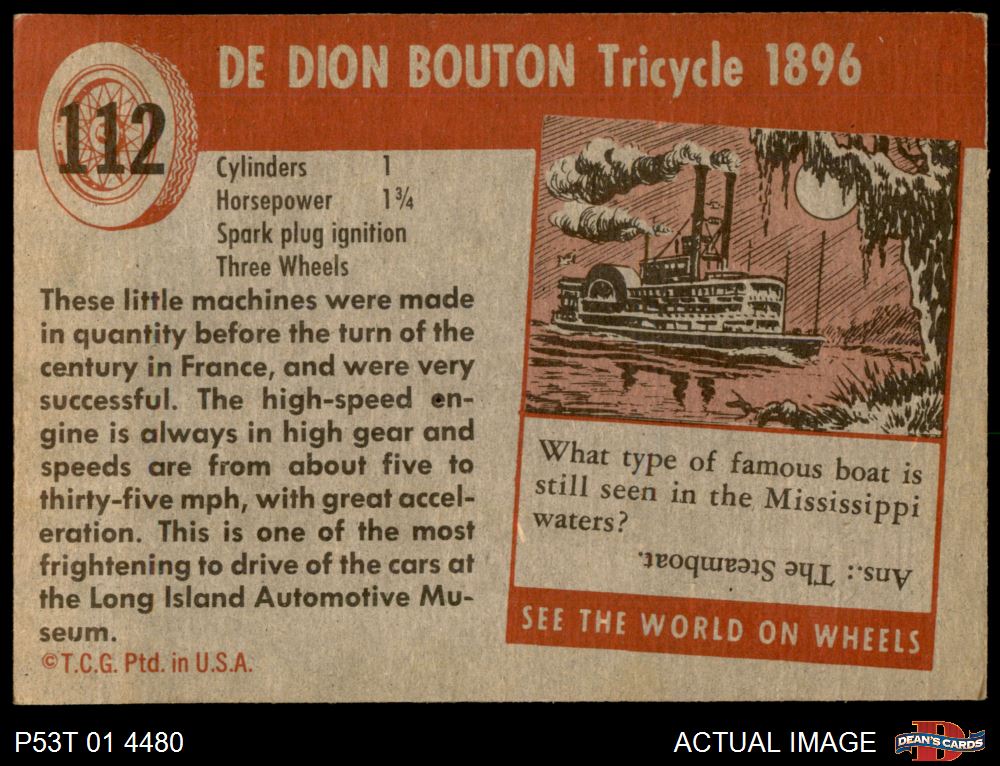 DE DION BOUTON Tricycle 1896
112
Cylinders 1
Horsepower 1¾
Spark plug ignition
Three Wheels
These little machines were made
in quantity before the turn of the
century in France, and were very
successful. The high-speed en-
gine is always in high gear and
speeds are from about five to
thirty-five mph, with great accel-
eration. This is one of the most
frightening to drive of the cars at
the Long Island Automotive Mu-
seum.
©T.C.G. Ptd. in U.S.A.
What type of famous boat is
still seen in the Mississippi
waters?
Ans.: The Steamboat.
SEE THE WORLD ON WHEELS
P53T 01 4480
ACTUAL IMAGE
DEAN'S CARDS